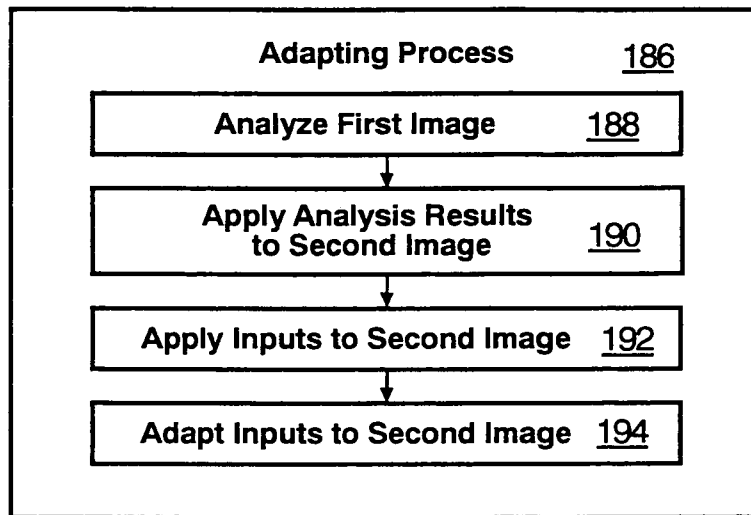 Adapting Process 186
Analyze First Image 188
Apply Analysis Results
to Second Image 190
Apply Inputs to Second Image 192
Adapt Inputs to Second Image 194